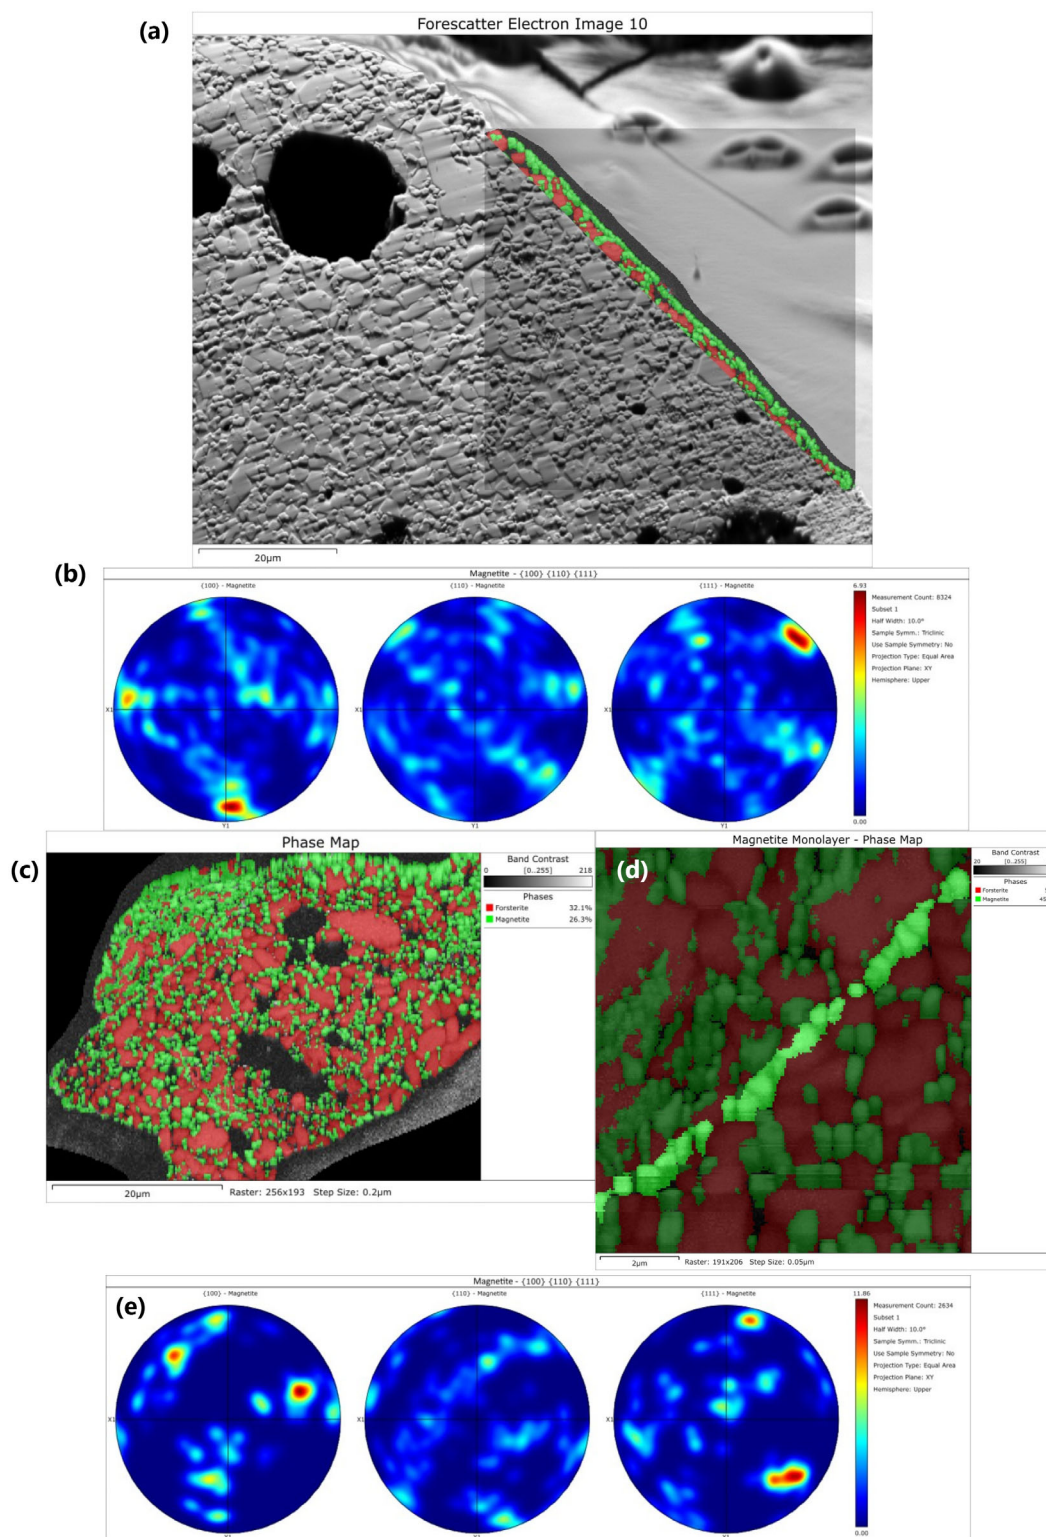 (a)
Forescatter Electron Image 10
20µm
(b)
Magnetite - {100} {110} {111}
{100} - Magnetite
{110} - Magnetite
{111} - Magnetite
6.93
Measurement Count: 8324
Subset 1
Half Width: 10.0°
Sample Symm.: Triclinic
Use Sample Symmetry: No
Projection Type: Equal Area
Projection Plane: XY
Hemisphere: Upper
X1
X1
X1
0.00
Y1
(c)
Phase Map
Band Contrast
0 [0..255] 218
Phases
Forsterite 32.1%
Magnetite 26.3%
20µm
Raster: 256x193 Step Size: 0.2µm
(d)
Magnetite Monolayer - Phase Map
Band Contrast
20 [0..255]
Phases
Forsterite
Magnetite 45
2µm
Raster: 191x206 Step Size: 0.05µm
(e)
Magnetite - {100} {110} {111}
{100} - Magnetite
{110} - Magnetite
{111} - Magnetite
11.86
Measurement Count: 2634
Subset 1
Half Width: 10.0°
Sample Symm.: Triclinic
Use Sample Symmetry: No
Projection Type: Equal Area
Projection Plane: XY
Hemisphere: Upper
X1
X1
X1
0.00